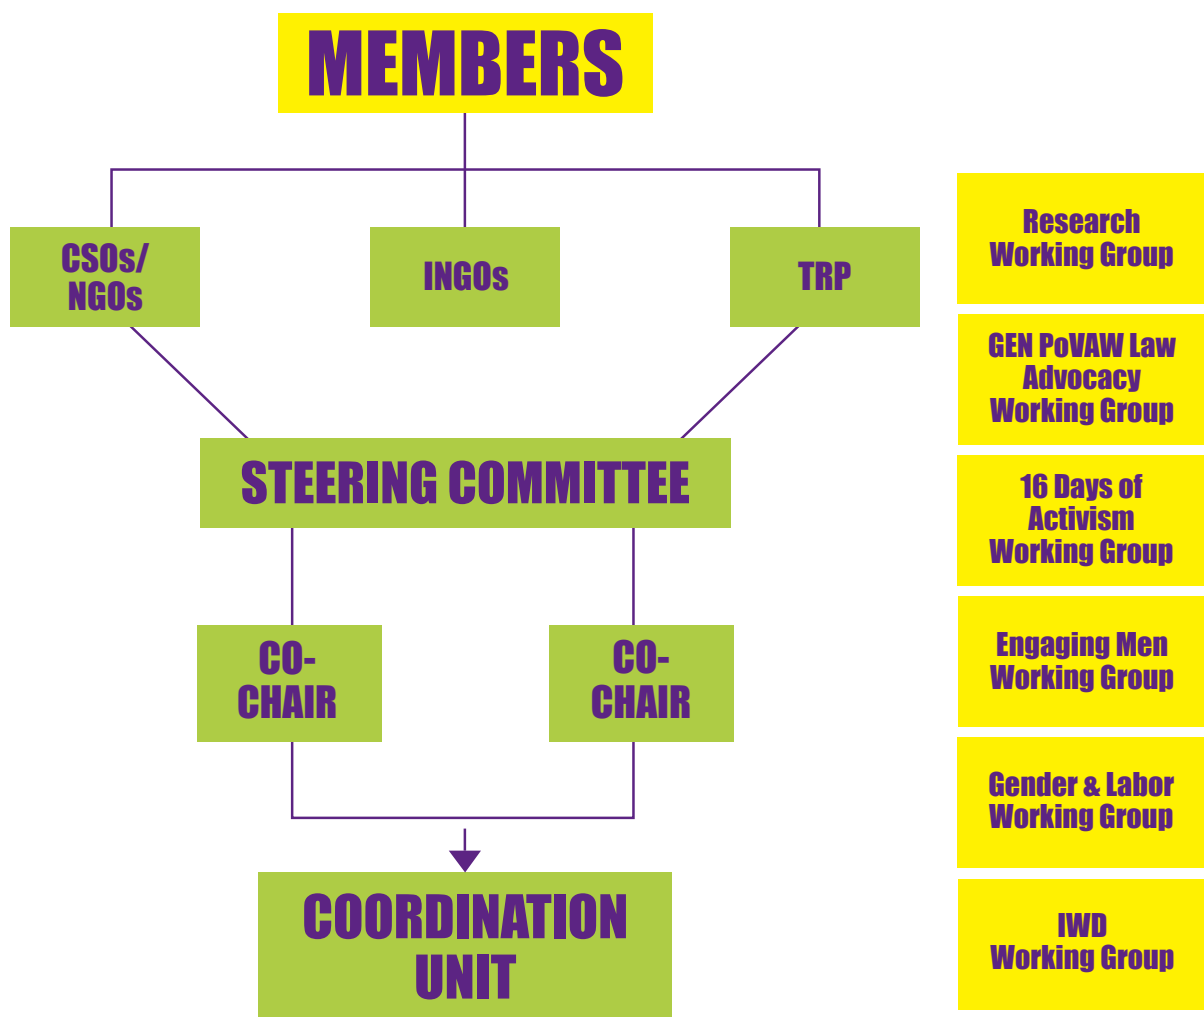 MEMBERS
CSOs/
NGOs
INGOs
TRP
STEERING COMMITTEE
CO-
CHAIR
CO-
CHAIR
COORDINATION
UNIT
Research
Working Group
GEN PoVAW Law
Advocacy
Working Group
16 Days of
Activism
Working Group
Engaging Men
Working Group
Gender & Labor
Working Group
IWD
Working Group